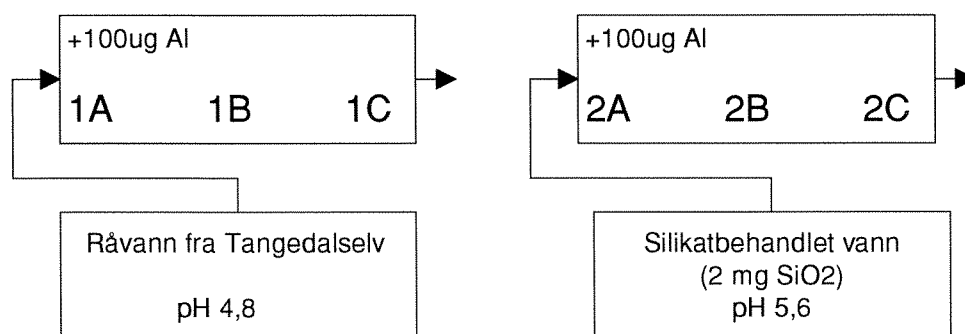 +100ug Al
1A 1B 1C
Råvann fra Tangedalselv
pH 4,8
+100ug Al
2A 2B 2C
Silikatbehandlet vann
(2 mg SiO2)
pH 5,6